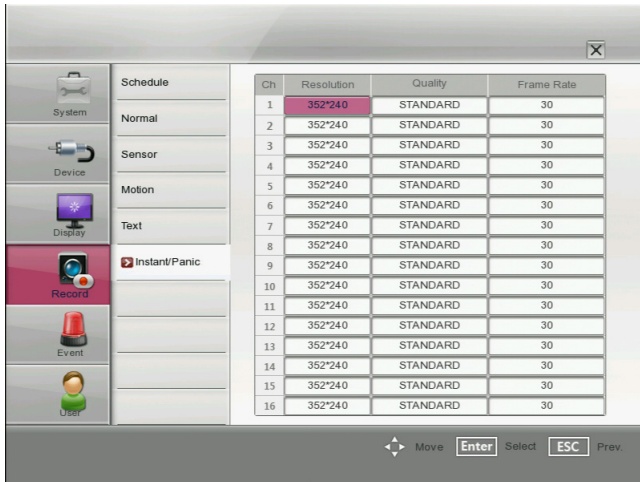 System
Device
Display
Record
Event
User
Schedule
Normal
Sensor
Motion
Text
Instant/Panic
Ch Resolution Quality Frame Rate
1 352*240 STANDARD 30
2 352*240 STANDARD 30
3 352*240 STANDARD 30
4 352*240 STANDARD 30
5 352*240 STANDARD 30
6 352*240 STANDARD 30
7 352*240 STANDARD 30
8 352*240 STANDARD 30
9 352*240 STANDARD 30
10 352*240 STANDARD 30
11 352*240 STANDARD 30
12 352*240 STANDARD 30
13 352*240 STANDARD 30
14 352*240 STANDARD 30
15 352*240 STANDARD 30
16 352*240 STANDARD 30
Move Enter Select ESC Prev.